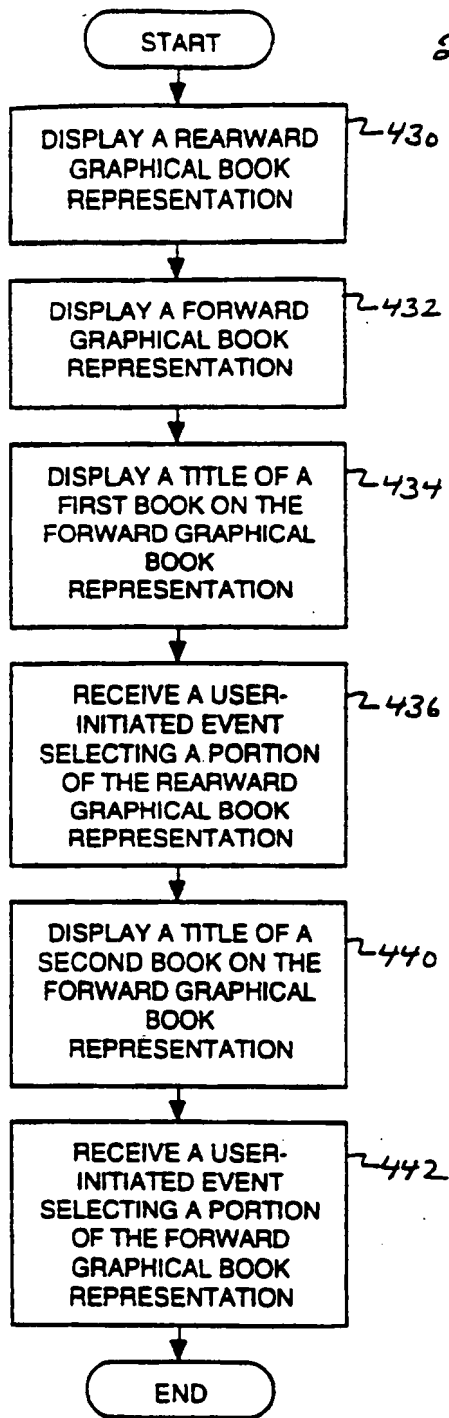 START
DISPLAY A REARWARD
GRAPHICAL BOOK
REPRESENTATION
430
DISPLAY A FORWARD
GRAPHICAL BOOK
REPRESENTATION
432
DISPLAY A TITLE OF A
FIRST BOOK ON THE
FORWARD GRAPHICAL
BOOK
REPRESENTATION
434
RECEIVE A USER-
INITIATED EVENT
SELECTING A PORTION
OF THE REARWARD
GRAPHICAL BOOK
REPRESENTATION
436
DISPLAY A TITLE OF A
SECOND BOOK ON THE
FORWARD GRAPHICAL
BOOK
REPRESENTATION
440
RECEIVE A USER-
INITIATED EVENT
SELECTING A PORTION
OF THE FORWARD
GRAPHICAL BOOK
REPRESENTATION
442
END